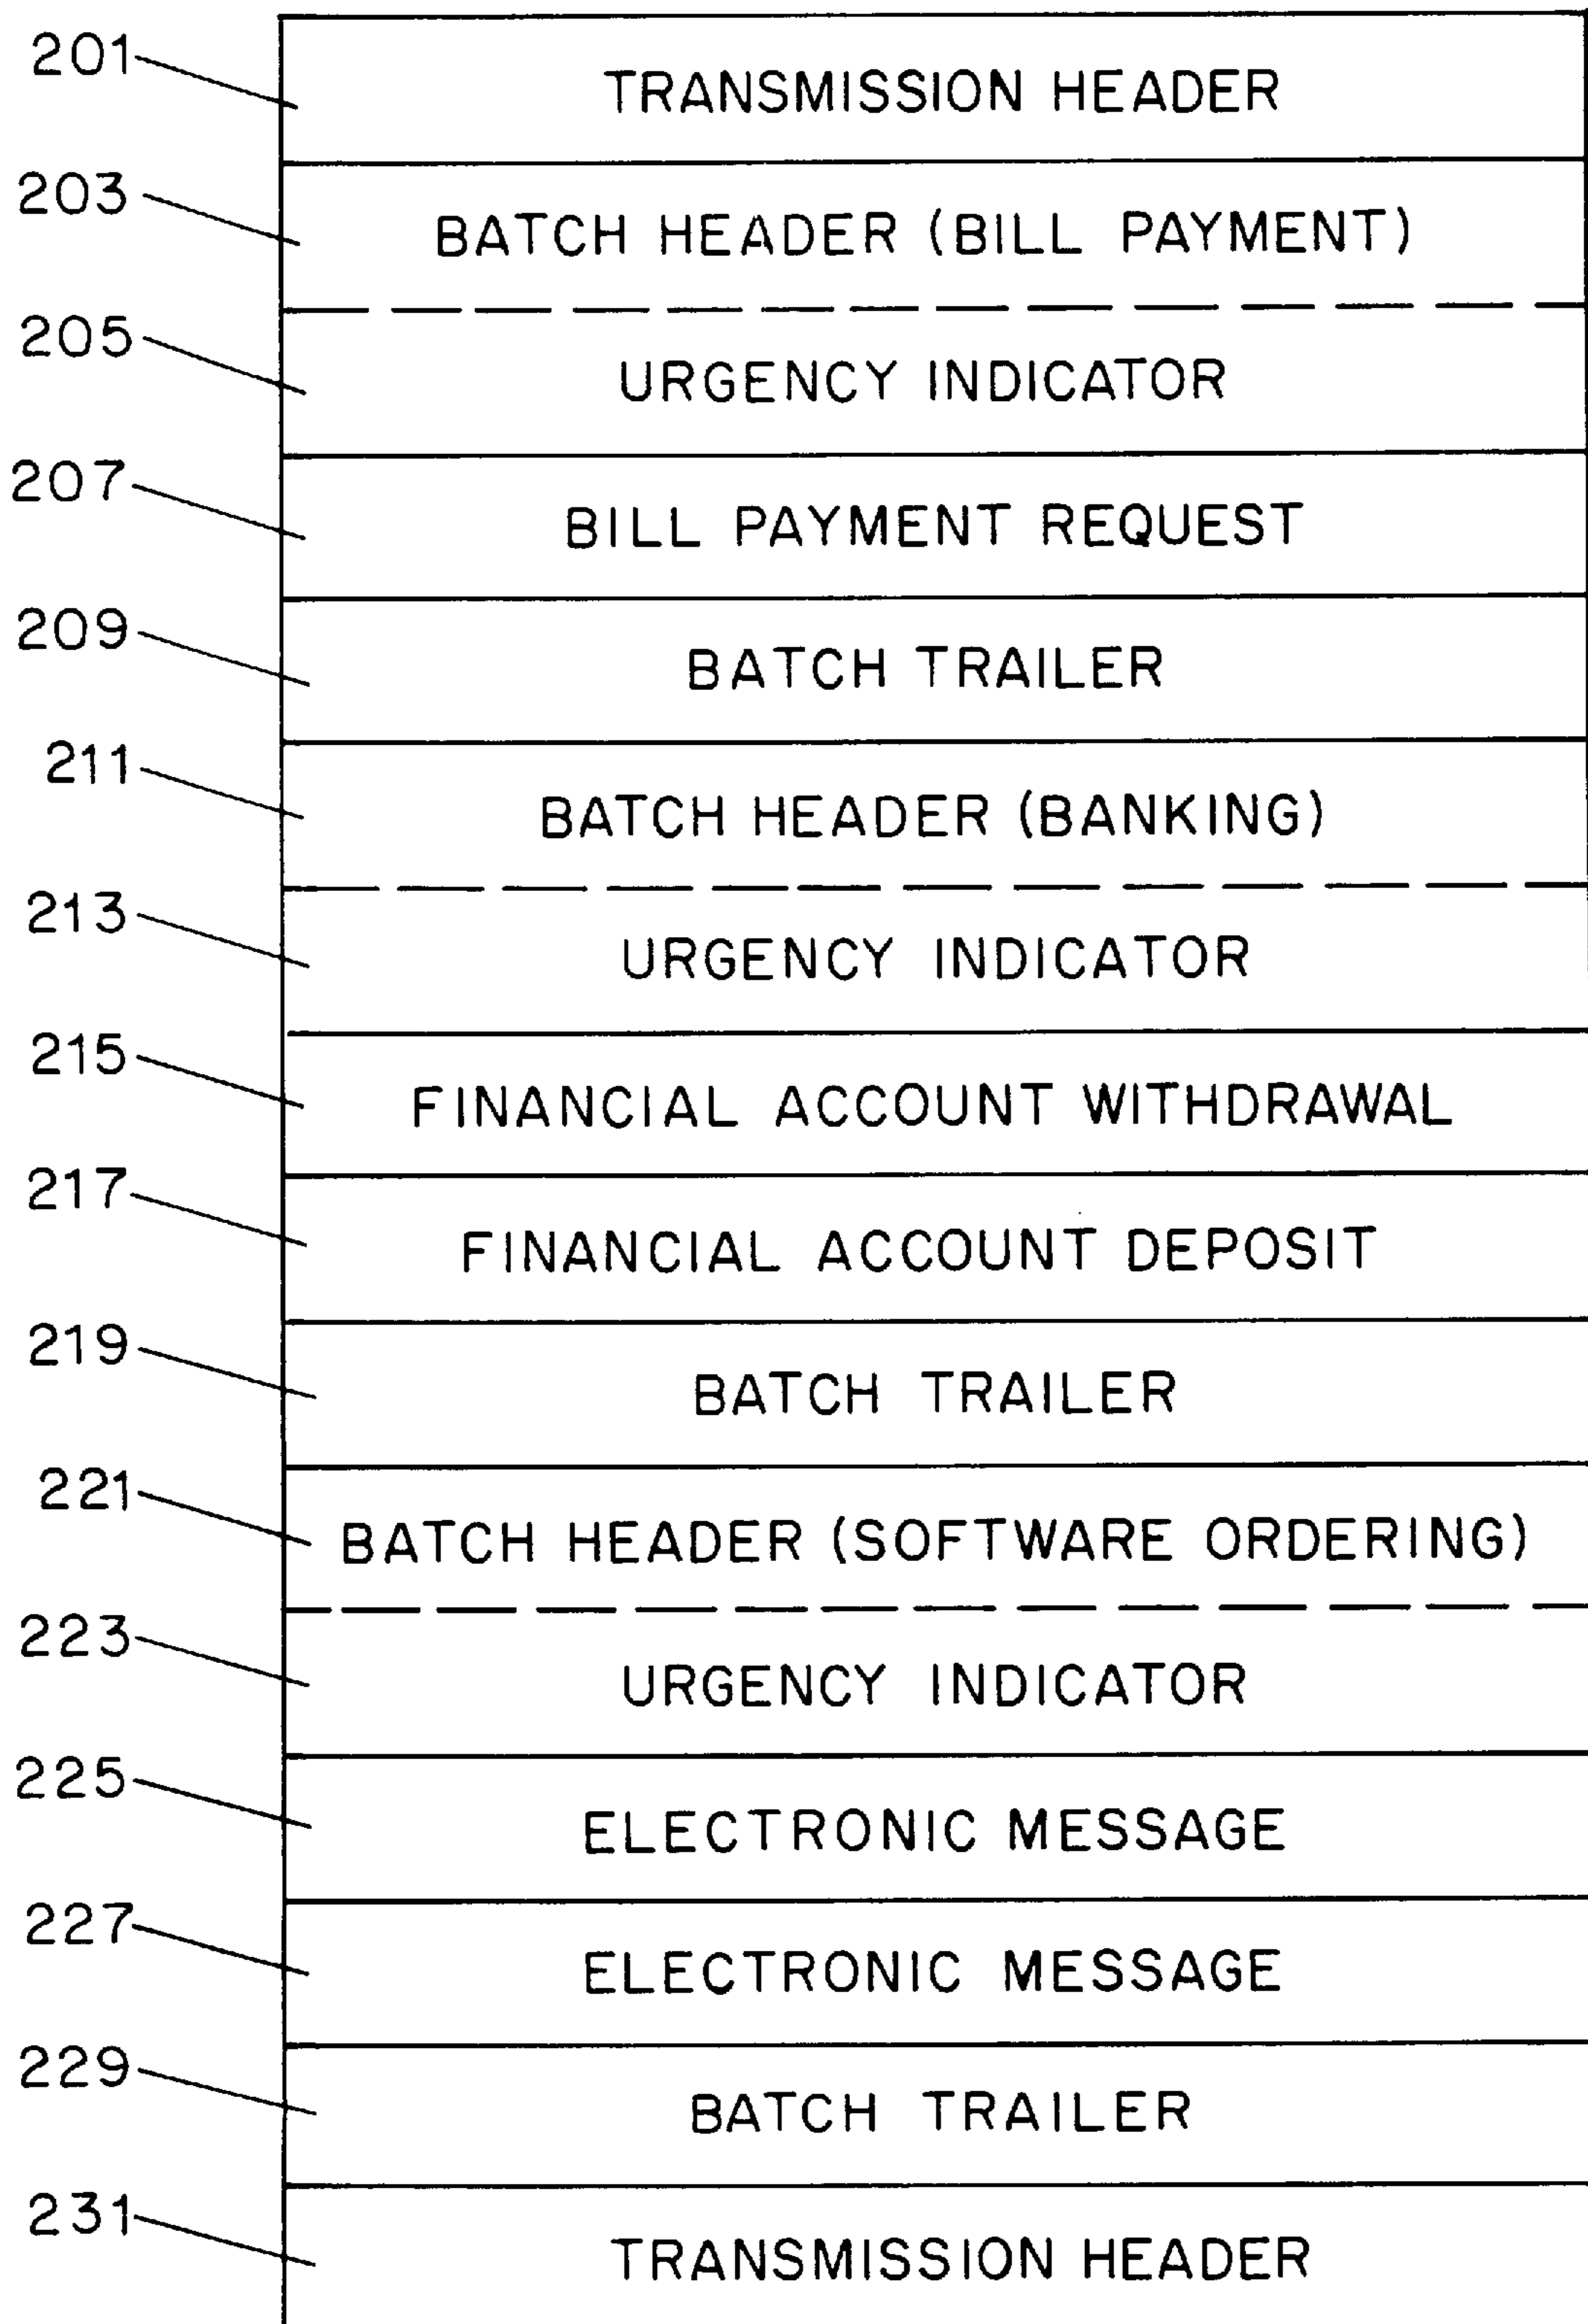 201 TRANSMISSION HEADER
203 BATCH HEADER (BILL PAYMENT)
205 URGENCY INDICATOR
207 BILL PAYMENT REQUEST
209 BATCH TRAILER
211 BATCH HEADER (BANKING)
213 URGENCY INDICATOR
215 FINANCIAL ACCOUNT WITHDRAWAL
217 FINANCIAL ACCOUNT DEPOSIT
219 BATCH TRAILER
221 BATCH HEADER (SOFTWARE ORDERING)
223 URGENCY INDICATOR
225 ELECTRONIC MESSAGE
227 ELECTRONIC MESSAGE
229 BATCH TRAILER
231 TRANSMISSION HEADER